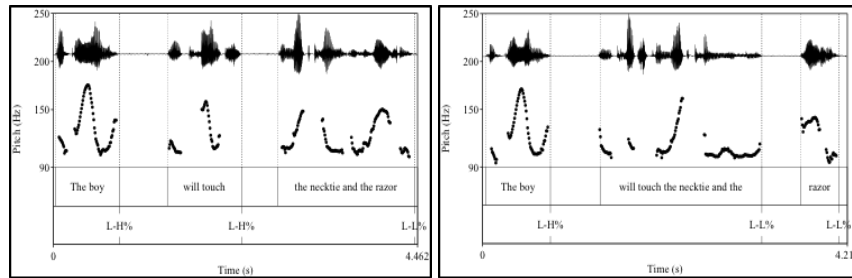 250
200
150
90
Pitch (Hz)
The boy
will touch
the necktie and the razor
L-H%
L-H%
L-L%
0
4.462
Time (s)
250
200
150
90
Pitch (Hz)
The boy
will touch the necktie and the
razor
L-H%
L-L%
L-L%
0
4.21
Time (s)